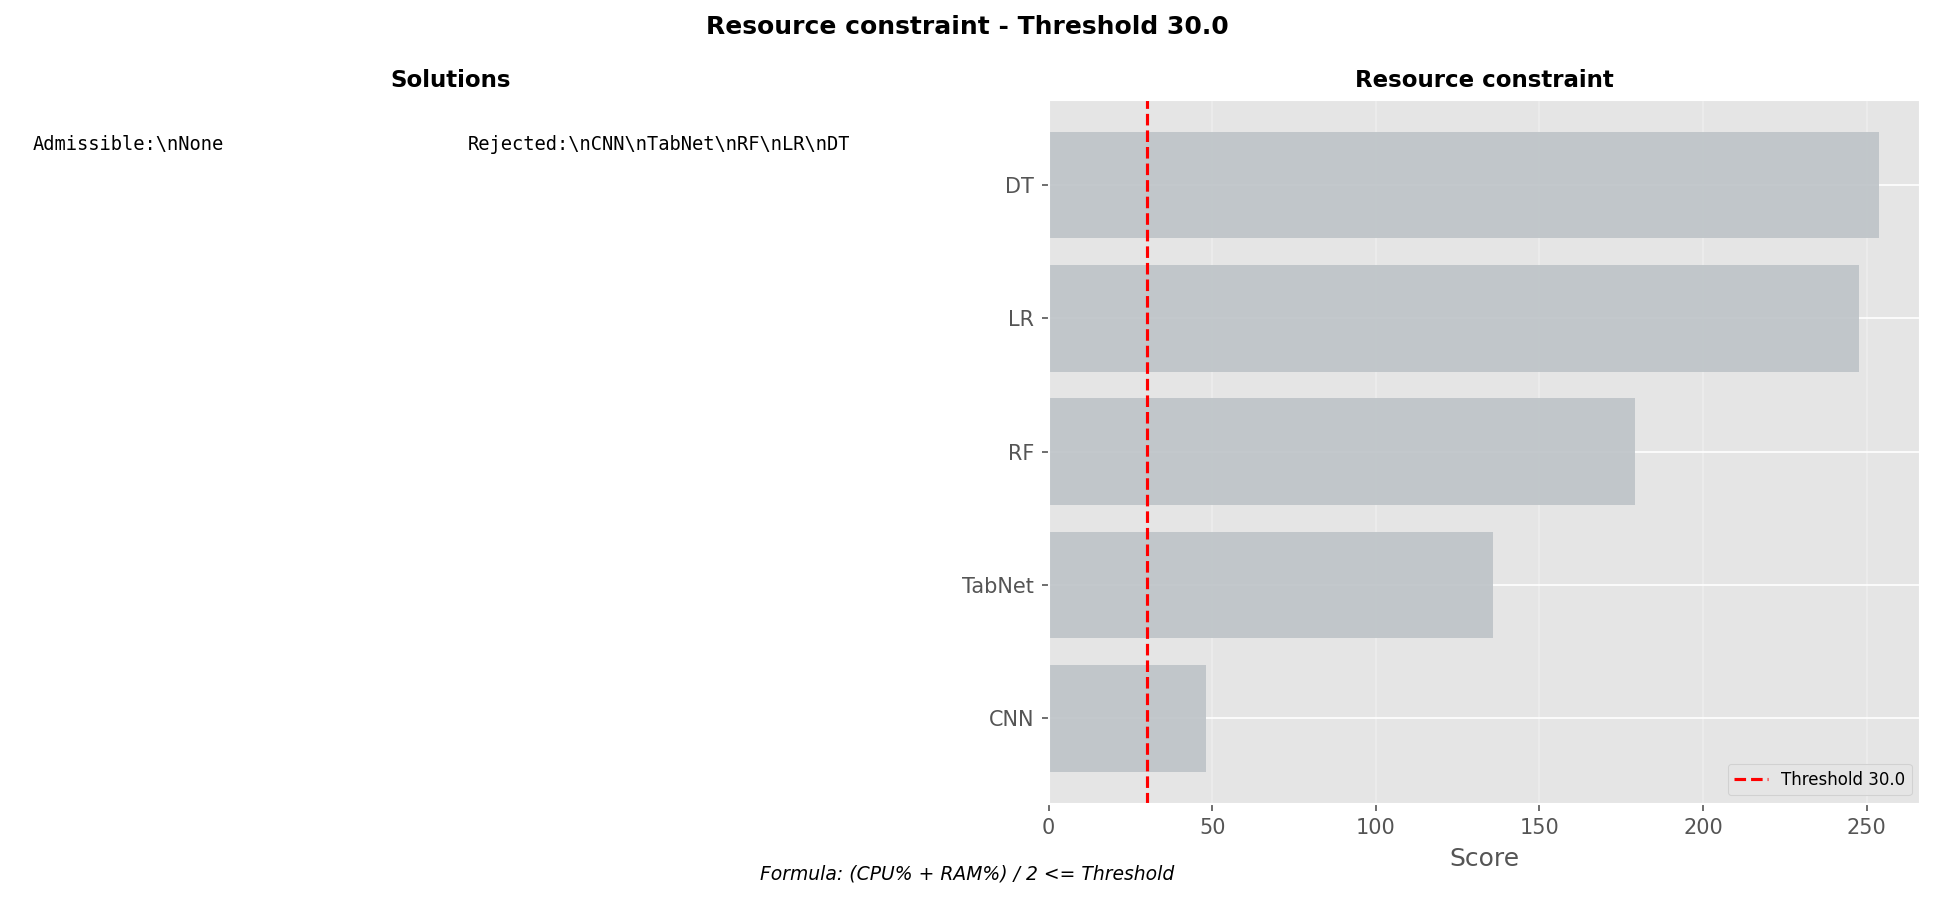 Resource constraint - Threshold 30.0
Solutions
Admissible:\nNone
Rejected:\nCNN\nTabNet\nRF\nLR\nDT
Resource constraint
DT
LR
RF
TabNet
CNN
Threshold 30.0
0 50 100 150 200 250
Score
Formula: (CPU% + RAM%) / 2 <= Threshold